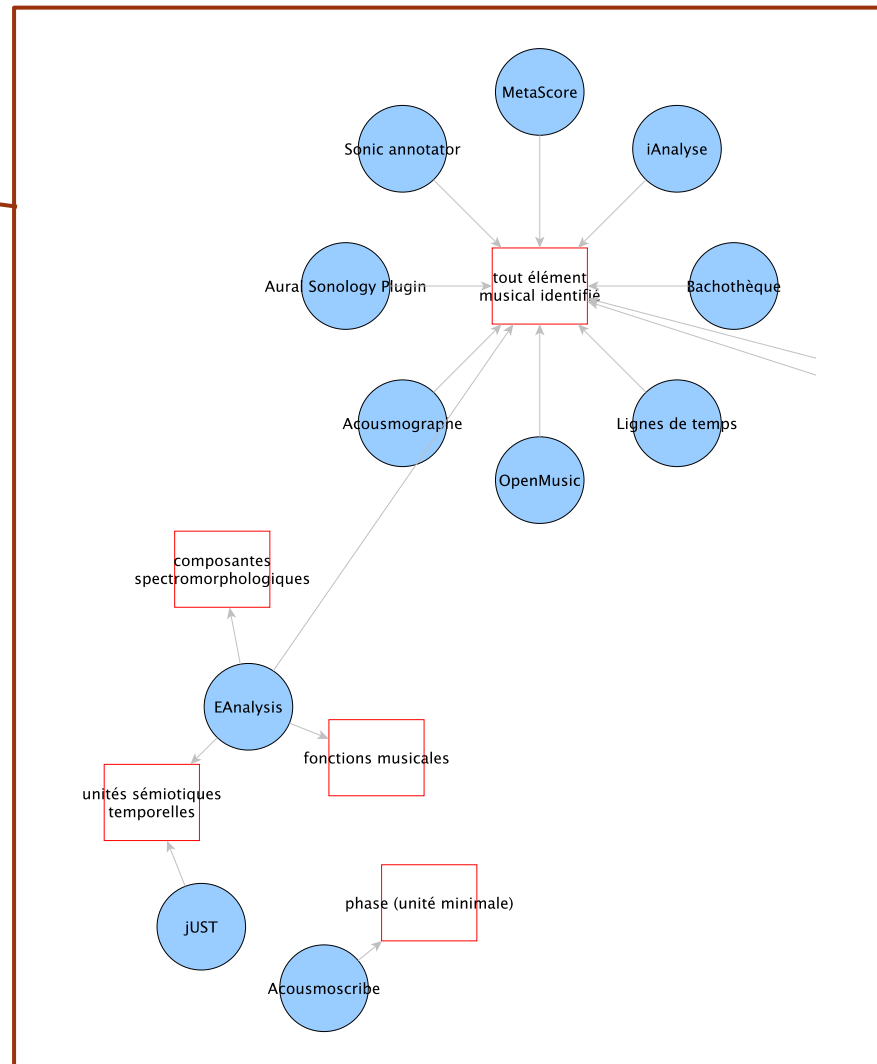 MetaScore
Sonic annotator
iAnalyse
tout élément
musical identifié
Aural Sonology Plugin
Bachothèque
Acousmographe
Lignes de temps
OpenMusic
composantes
spectromorphologiques
EAnalysis
fonctions musicales
unités sémiotiques
temporelles
phase (unité minimale)
jUST
Acousmoscribe